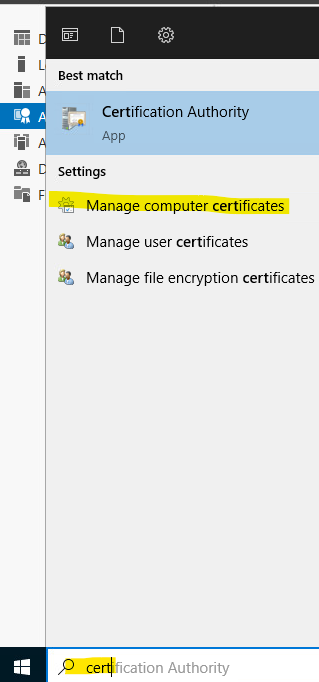 D
L
A
A
A
D
F
Best match
Certification Authority
App
Settings
Manage computer certificates
Manage user certificates
Manage file encryption certificates
certification Authority